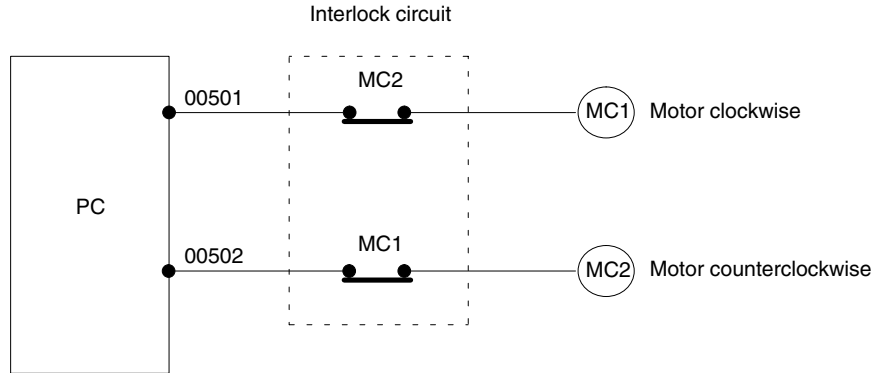 Interlock circuit
MC2
00501
MC1 Motor clockwise
PC
MC1
00502
MC2 Motor counterclockwise